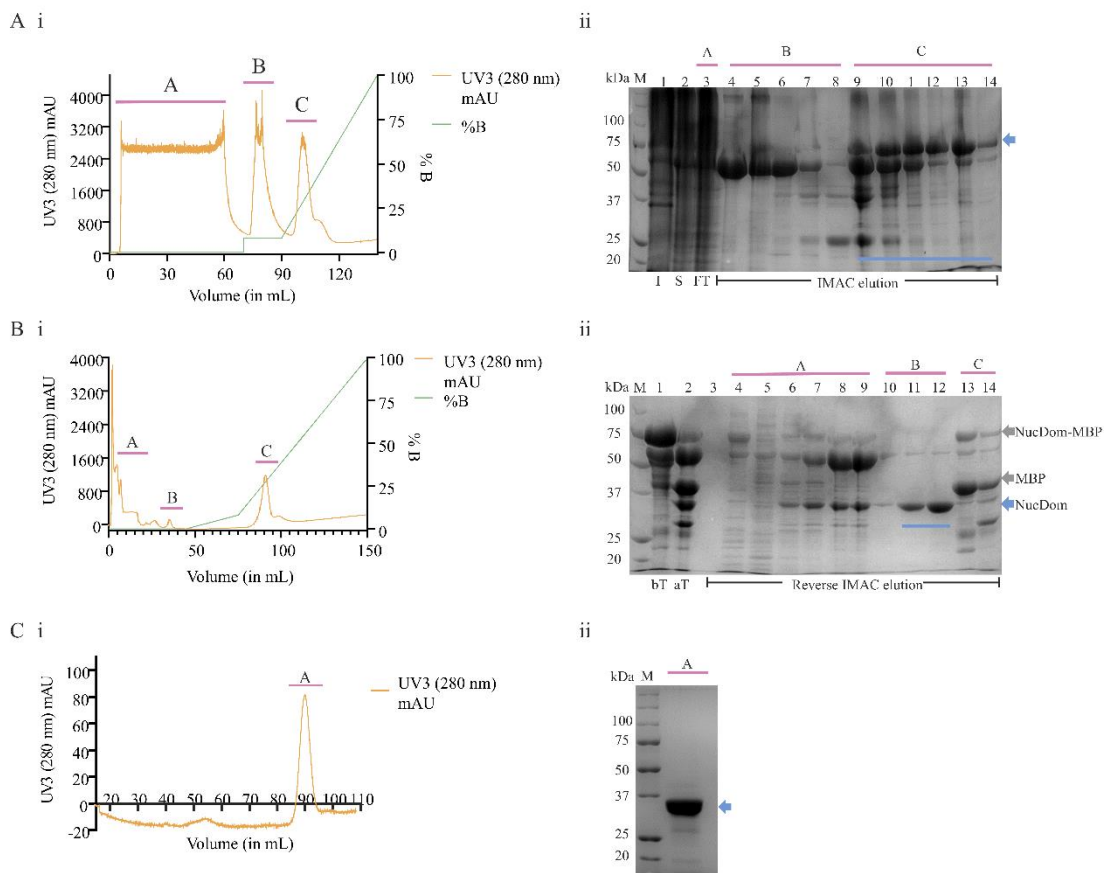 A i
ii
A
B
C
UV3 (280 nm)
mAU
%B
UV3 (280 nm) mAU
4000
3200
2400
1600
800
0
100
75
50
25
0
% B
0 30 60 90 120
Volume (in mL)
A B C
kDa M 1 2 3 4 5 6 7 8 9 10 1 12 13 14
100
75
50
37
25
20
I S FT IMAC elution
B i
ii
A
B
C
UV3 (280 nm)
mAU
%B
UV3 (280 nm) mAU
4000
3200
2400
1600
800
0
100
75
50
25
0
% B
0 50 100 150
Volume (in mL)
A B C
kDa M 1 2 3 4 5 6 7 8 9 10 11 12 13 14
100
75
50
37
25
20
NucDom-MBP
MBP
NucDom
bT aT Reverse IMAC elution
C i
ii
A
UV3 (280 nm)
mAU
UV3 (280 nm) mAU
100
80
60
40
20
0
-20
20 30 40 50 60 70 80 90 100 110
Volume (in mL)
A
kDa M
100
75
50
37
25
20